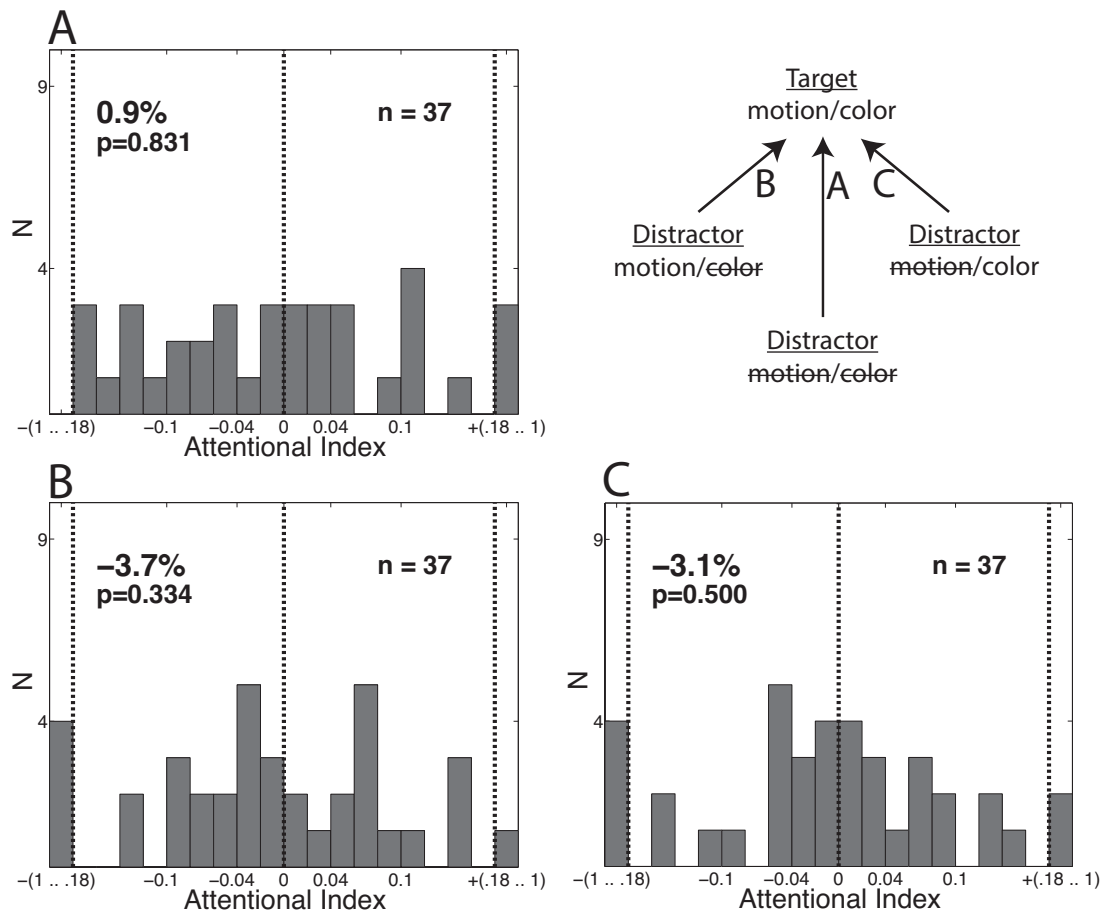 A
0.9%
n = 37
p=0.831
9
4
N
−(1 .. .18) −0.1 −0.04 0 0.04 0.1 +(.18 .. 1)
Attentional Index
Target
motion/color
B A C
Distractor
motion/color
Distractor
motion/color
Distractor
motion/color
B
−3.7%
n = 37
p=0.334
9
4
N
−(1 .. .18) −0.1 −0.04 0 0.04 0.1 +(.18 .. 1)
Attentional Index
C
−3.1%
n = 37
p=0.500
9
4
N
−(1 .. .18) −0.1 −0.04 0 0.04 0.1 +(.18 .. 1)
Attentional Index